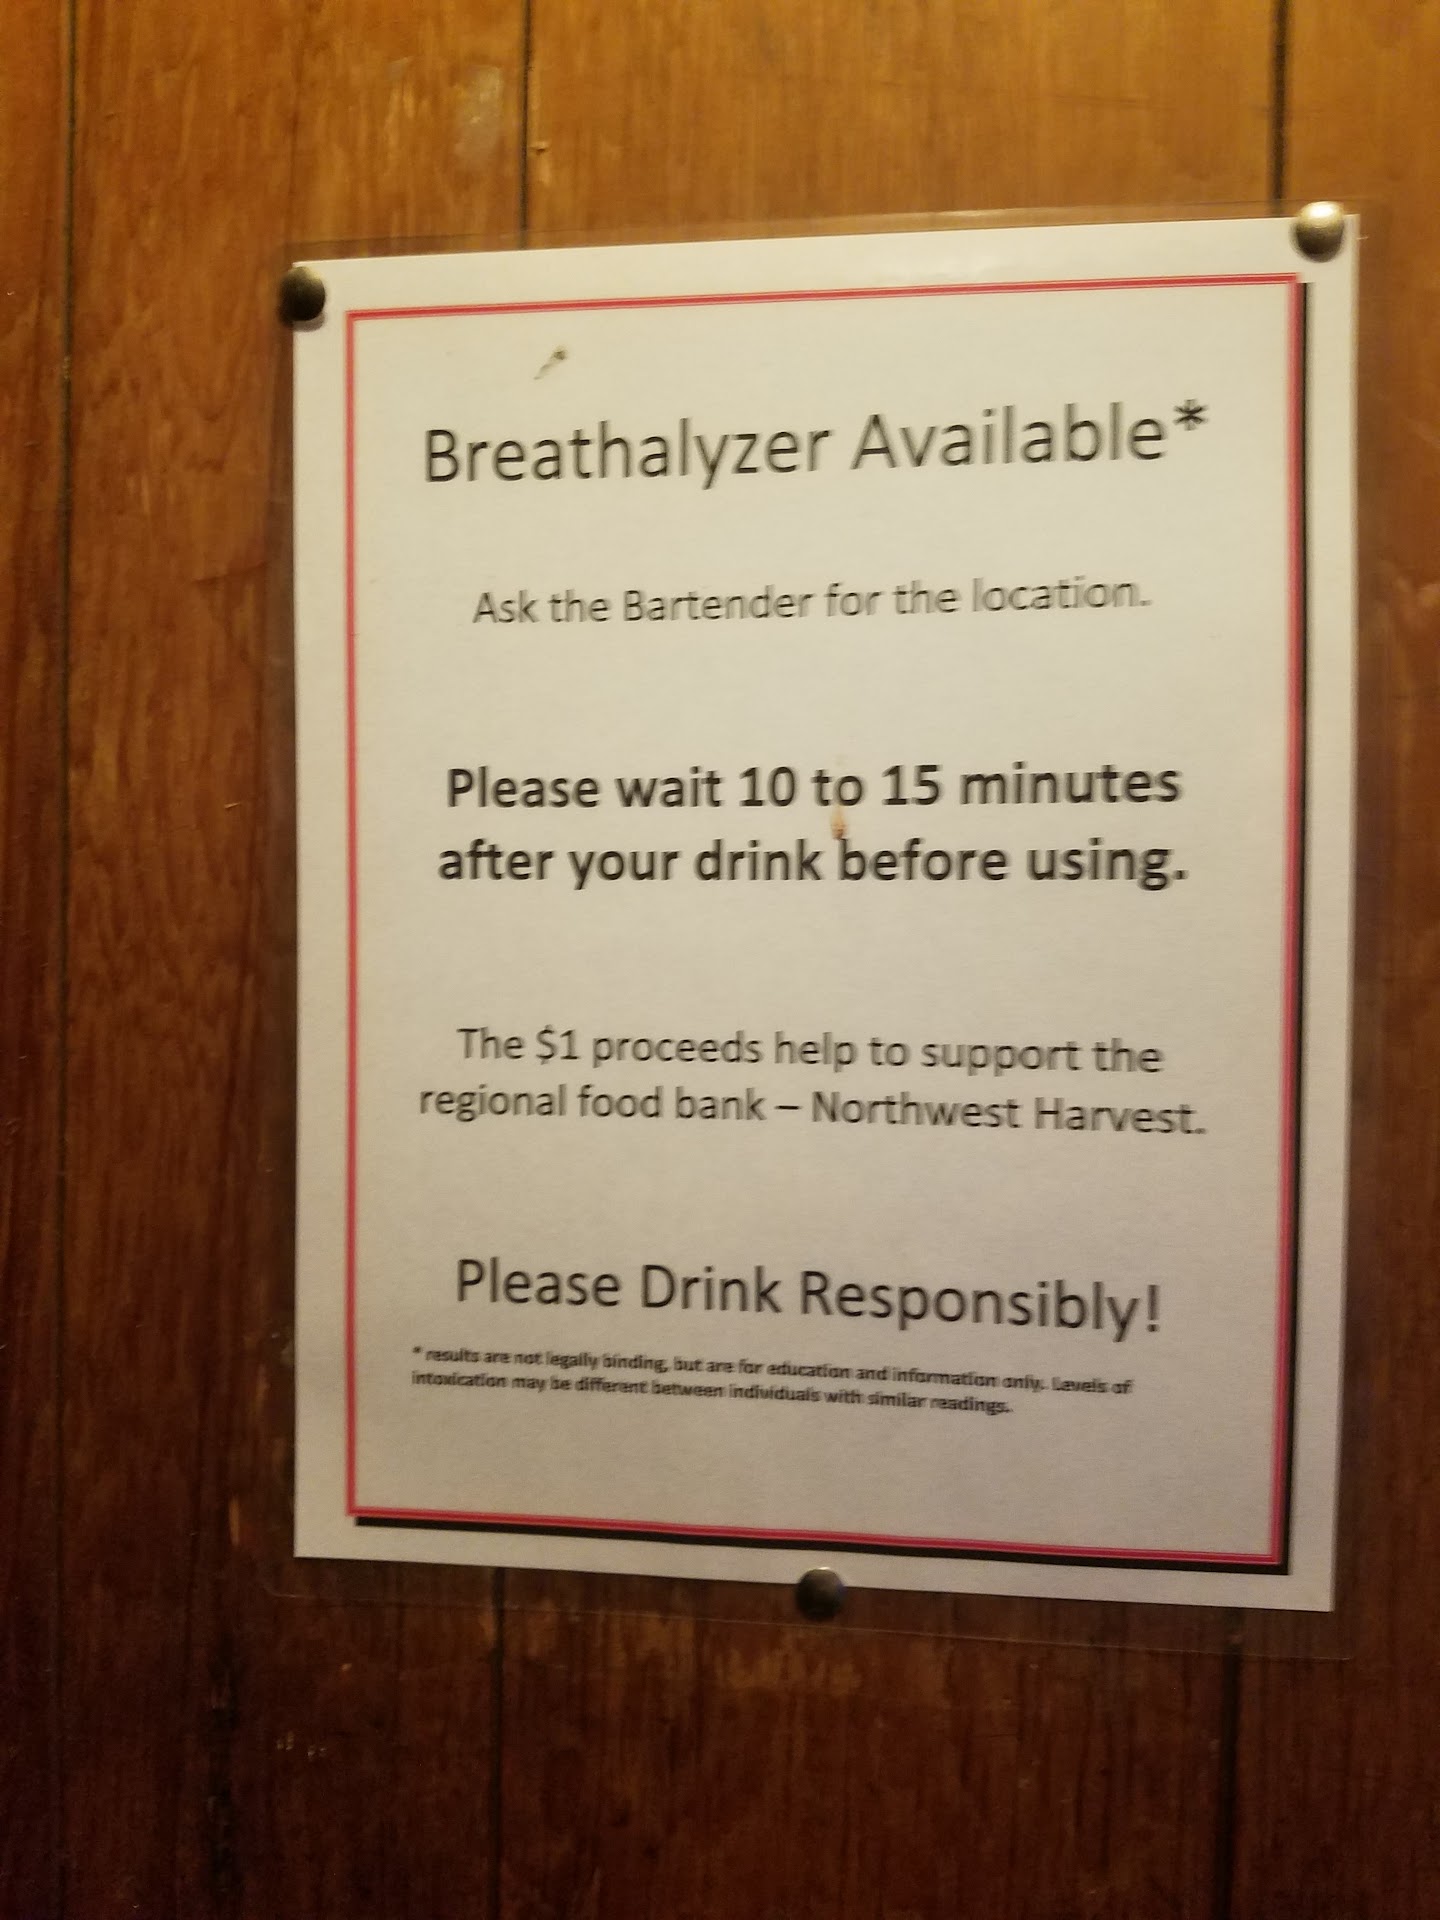 Breathalyzer Available*
Ask the Bartender for the location.
Please wait 10 to 15 minutes
after your drink before using.
The $1 proceeds help to support the
regional food bank – Northwest Harvest.
Please Drink Responsibly!
* results are not legally binding, but are for education and information only. Levels of
intoxication may be different between individuals with similar readings.